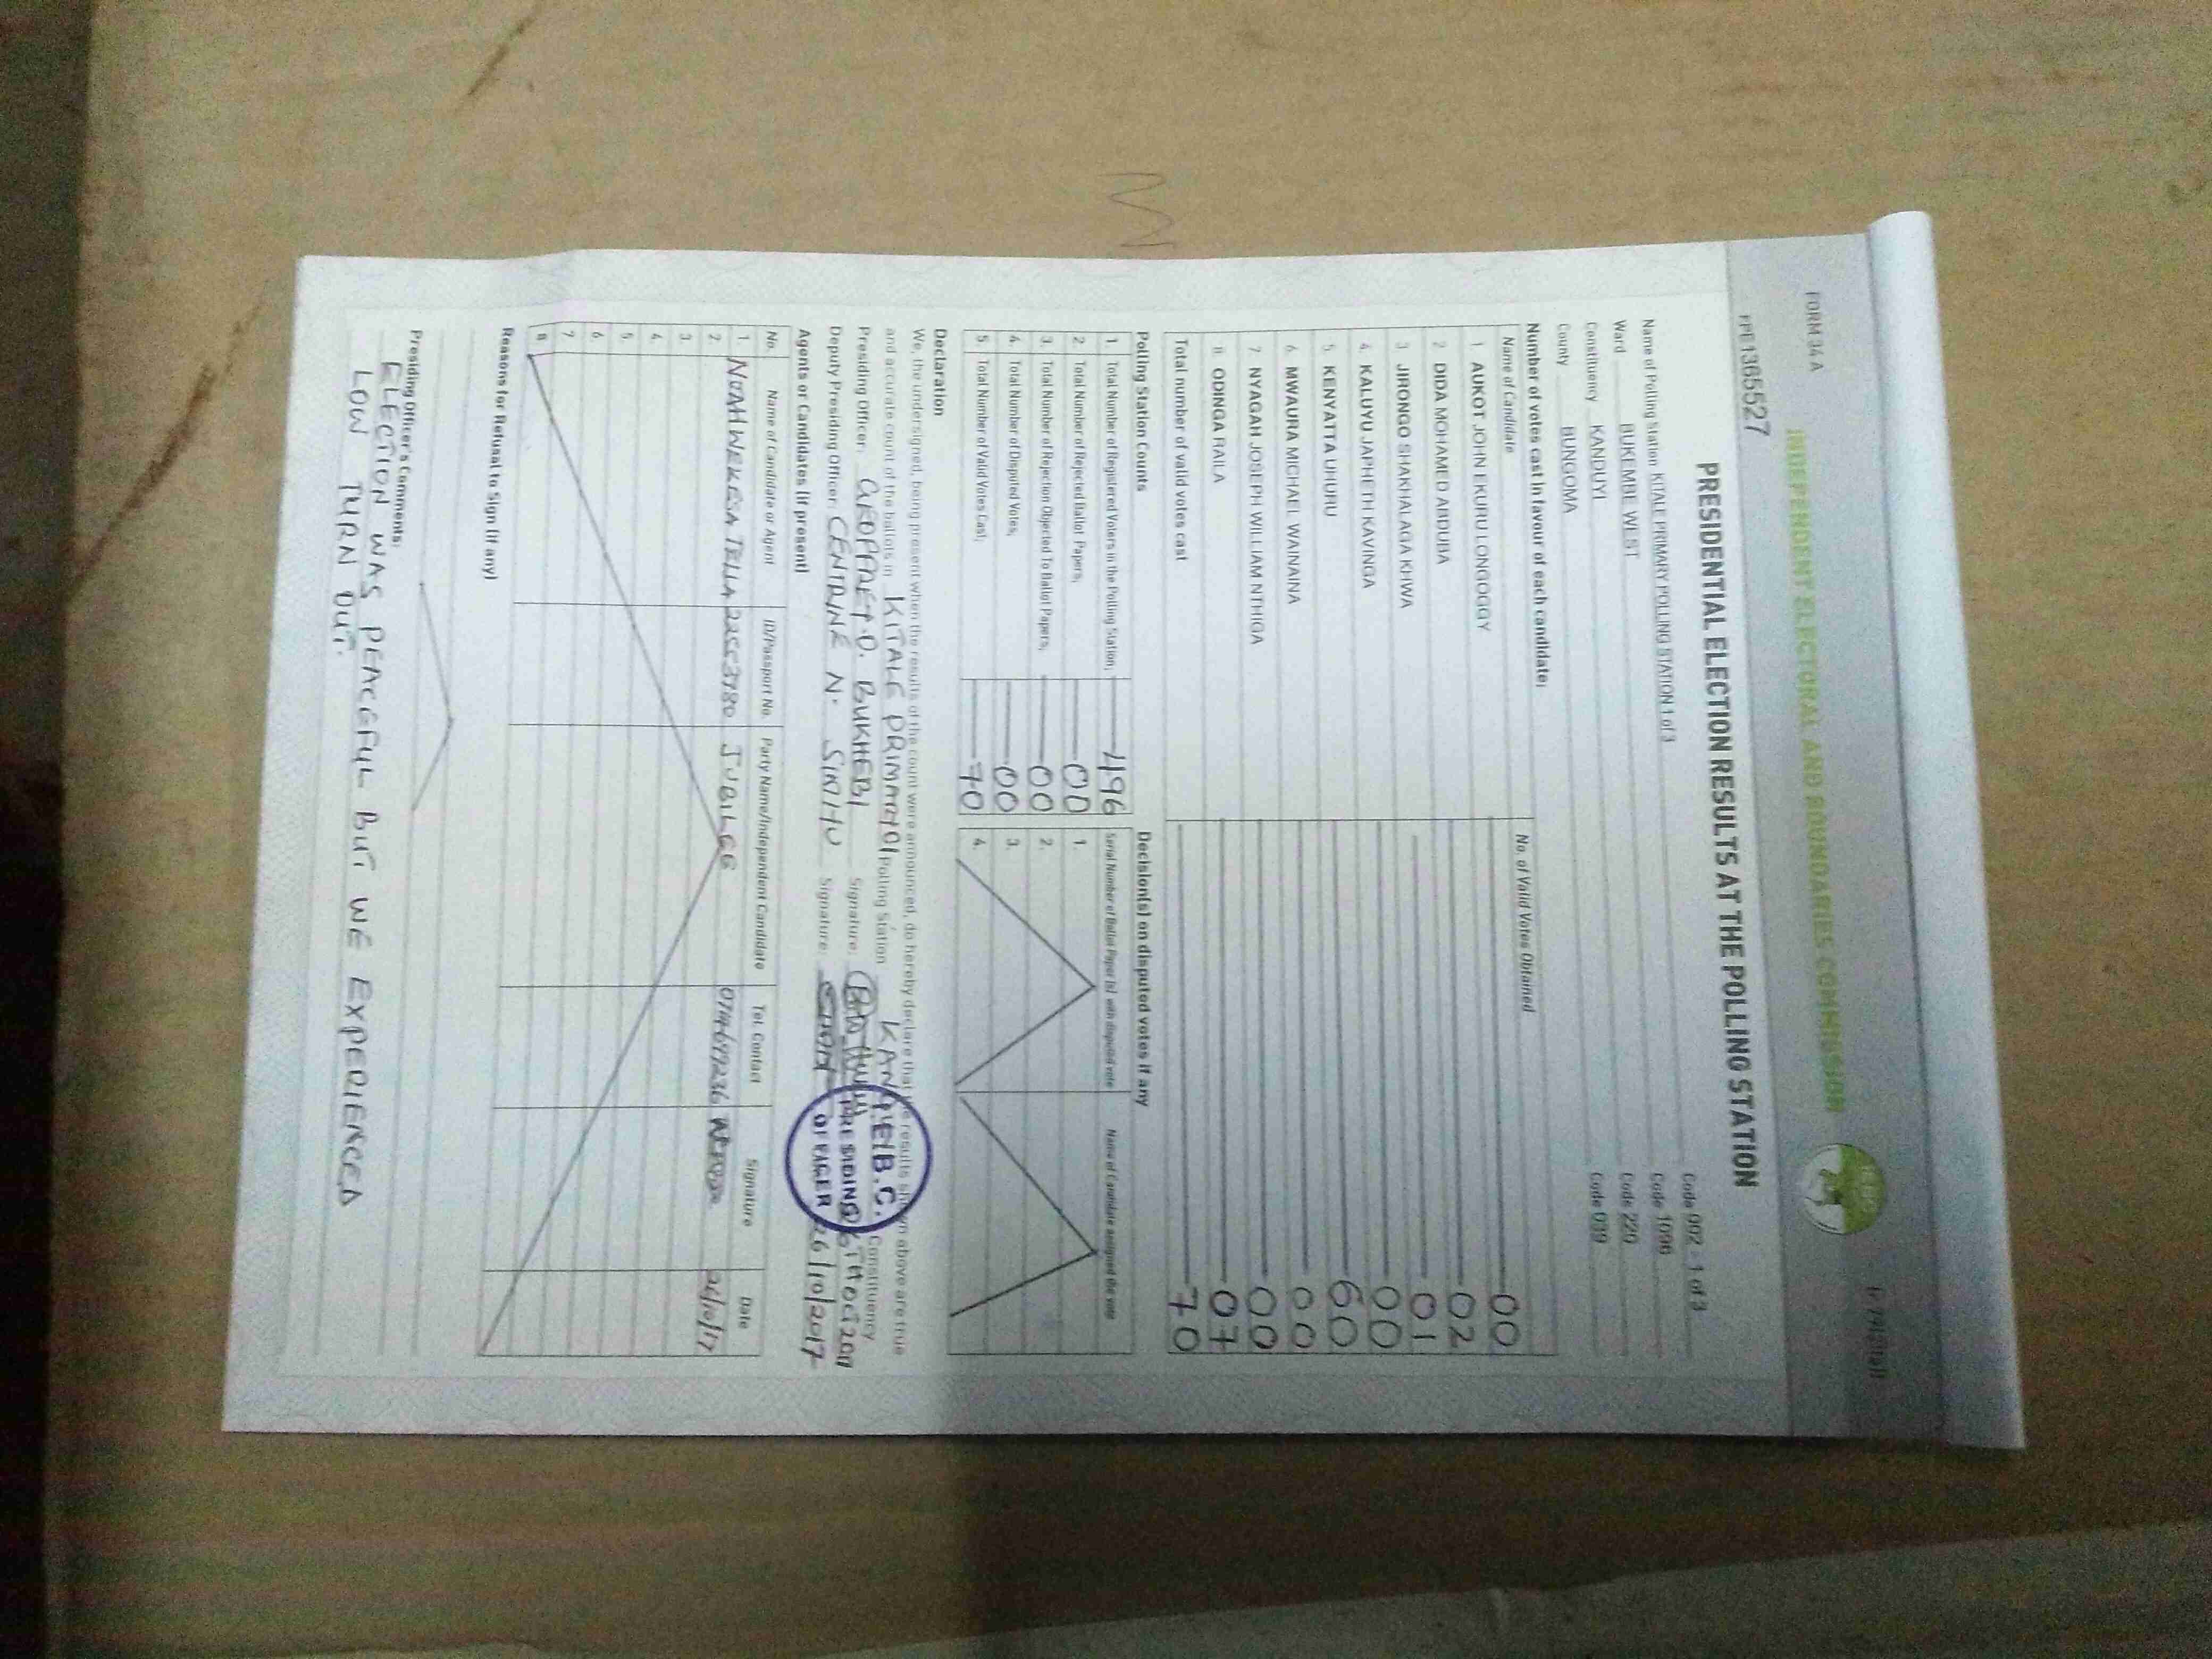 FORM 34A
INDEPENDENT ELECTORAL AND BOUNDARIES COMMISSION
PRESIDENTIAL ELECTION RESULTS AT THE POLLING STATION
Code 002 - 1 of 3
Name of Polling Station KITALE PRIMARY POLLING STATION 1 of 3 Code 1096
Ward BUKEMBE WEST Code 220
Constituency KANDUYI Code 039
County BUNGOMA
Number of votes cast in favour of each candidate:
Name of Candidate No. of Valid Votes Obtained
1 AUKOT JOHN EKURU LONGOGGY 00
2 DIDA MOHAMED ABDUBA 02
3 JIRONGO SHAKHALAGA KHWA 01
4. KALUYU JAPHETH KAVINGA 00
5 KENYATTA UHURU 60
6 MWAURA MICHAEL WAINAINA 00
7. NYAGAH JOSEPH WILLIAM NTHIGA 00
8 ODINGA RAILA 07
Total number of valid votes cast 70
Polling Station Counts
1 Total Number of Registered Voters in the Polling Station; 496
2 Total Number of Rejected Ballot Papers; 00
3. Total Number of Rejection Objected To Ballot Papers; 00
4. Total Number of Disputed Votes; 00
5. Total Number of Valid Votes Cast; 70
Decision(s) on disputed votes if any
Serial Number of Ballot Paper (s) with disputed vote Name of Candidate assigned the vote
1
2.
3.
4.
Declaration
We, the undersigned, being present when the results of the count were announced, do hereby declare that the results shown above are true
and accurate count of the ballots in KITALE PRIMARY 01 Polling Station KANDUYI Constituency
Presiding Officer: BUKHEBI Signature:
Deputy Presiding Officer: CENTRINE N. Signature: 26/10/2017
I.E.B.C.
PRESIDING
OFFICER
Agents or Candidates (if present)
No. Name of Candidate or Agent ID/Passport No. Party Name/Independent Candidate Tel. Contact Signature Date
1. NOAH WEKESA JUBILEE 26/10/17
2
3
4
5
6
7
8
Reasons for Refusal to Sign (if any)
Presiding Officer's Comments:
ELECTION WAS PEACEFUL BUT WE EXPERIENCED
LOW TURN OUT.